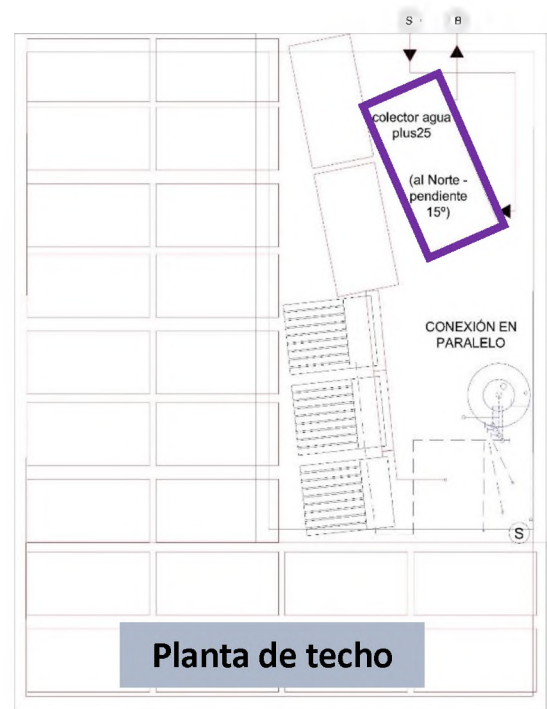 S
B
colector agua
plus25
(al Norte -
pendiente
15º)
CONEXIÓN EN
PARALELO
S
Planta de techo